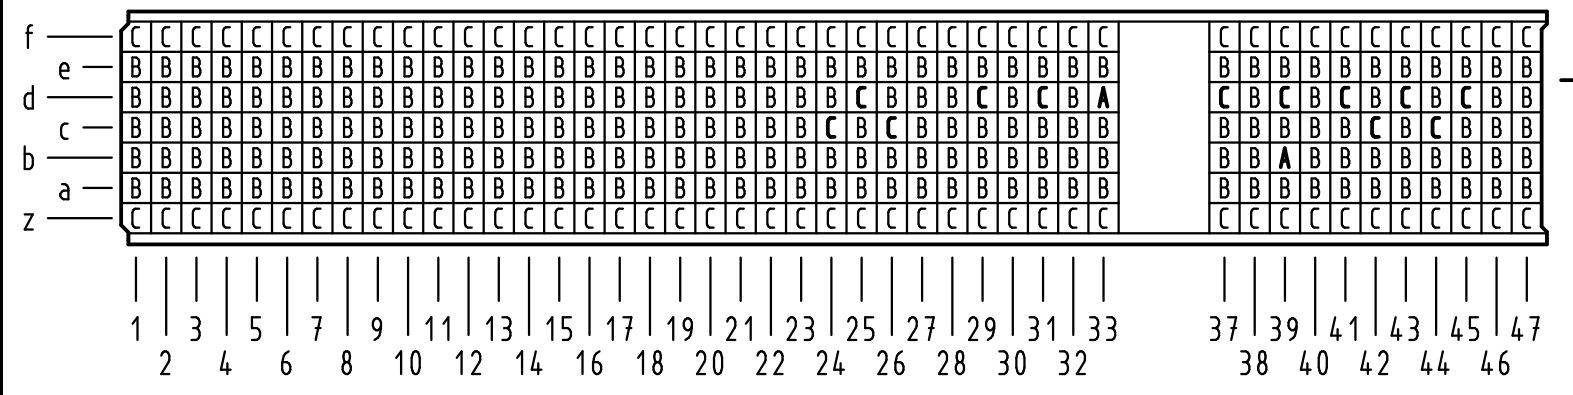 f C C C C C C C C C C C C C C C C C C C C C C C C C C C C C C C C C C C C C C C C C C C C
e B B B B B B B B B B B B B B B B B B B B B B B B B B B B B B B B B B B B B B B B B B B B
d B B B B B B B B B B B B B B B B B B B B B B B B C B B B C B C B A C B C B C B C B C B B
c B B B B B B B B B B B B B B B B B B B B B B B C B C B B B B B B B B B B B B C B C B B B
b B B B B B B B B B B B B B B B B B B B B B B B B B B B B B B B B B B B A B B B B B B B B
a B B B B B B B B B B B B B B B B B B B B B B B B B B B B B B B B B B B B B B B B B B B B
z C C C C C C C C C C C C C C C C C C C C C C C C C C C C C C C C C C C C C C C C C C C C
1 3 5 7 9 11 13 15 17 19 21 23 25 27 29 31 33 37 39 41 43 45 47
2 4 6 8 10 12 14 16 18 20 22 24 26 28 30 32 38 40 42 44 46